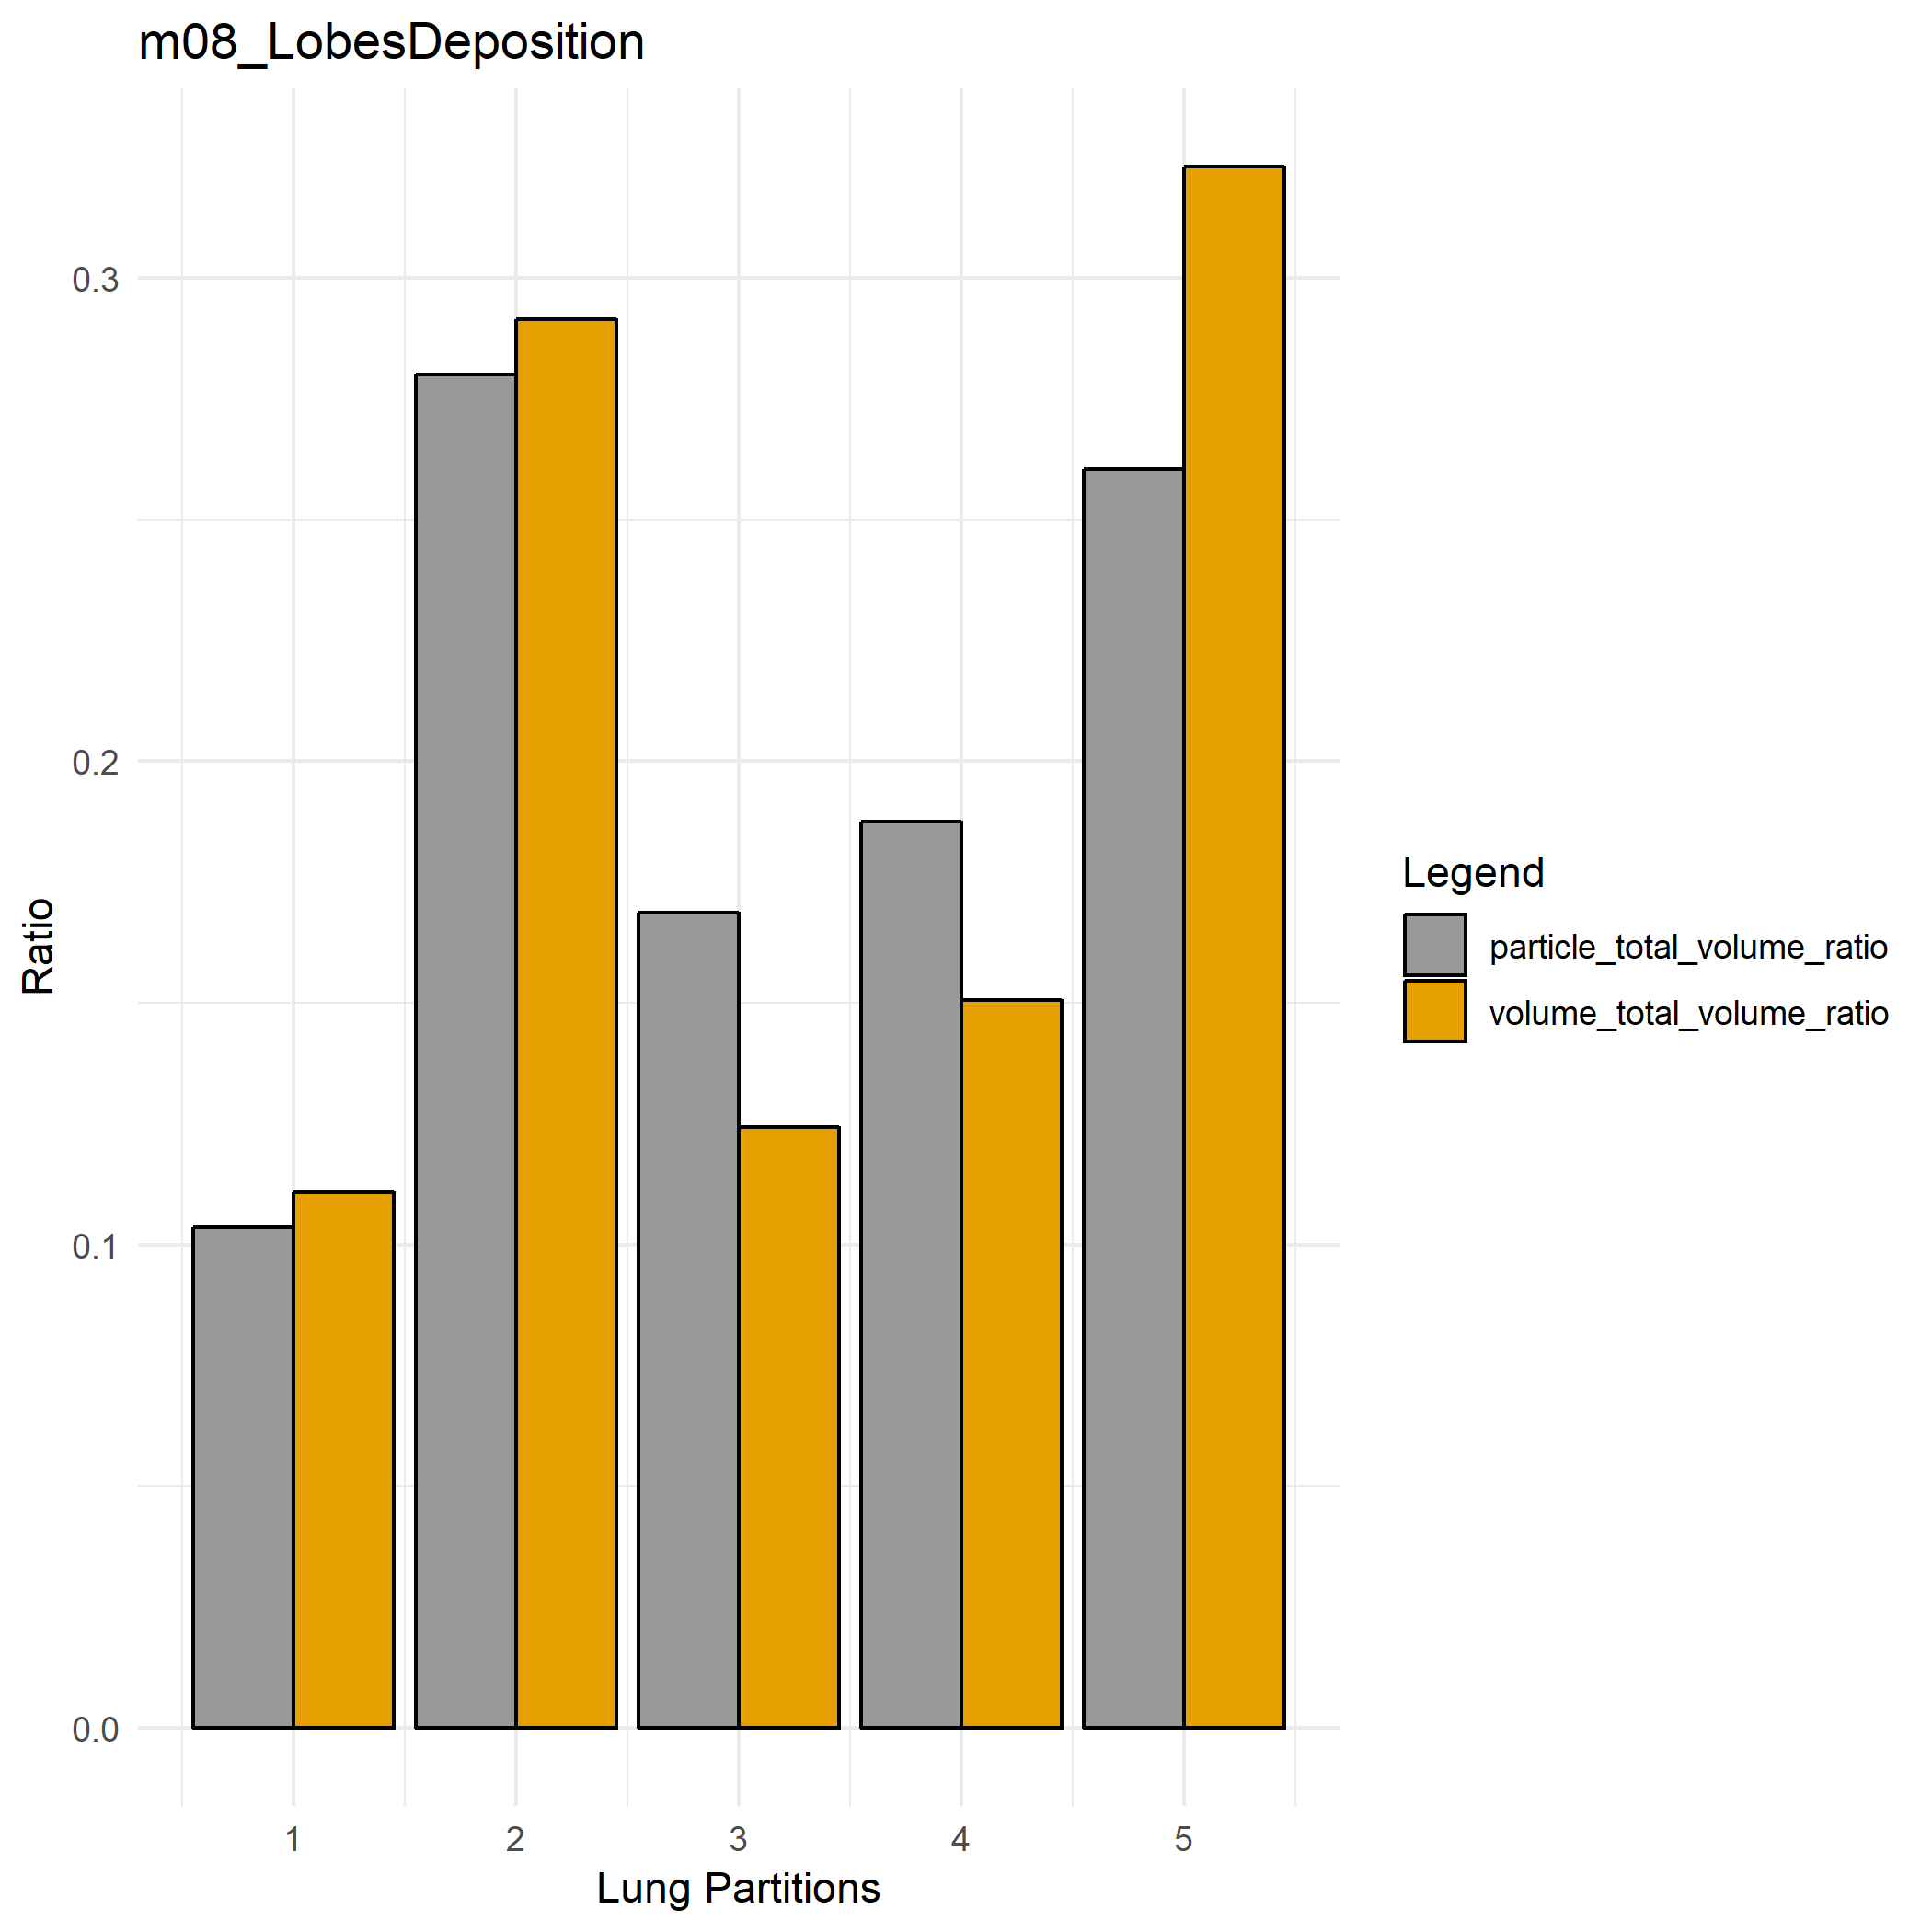 m08_LobesDeposition
Ratio
0.3
0.2
0.1
0.0
1 2 3 4 5
Lung Partitions
Legend
particle_total_volume_ratio
volume_total_volume_ratio